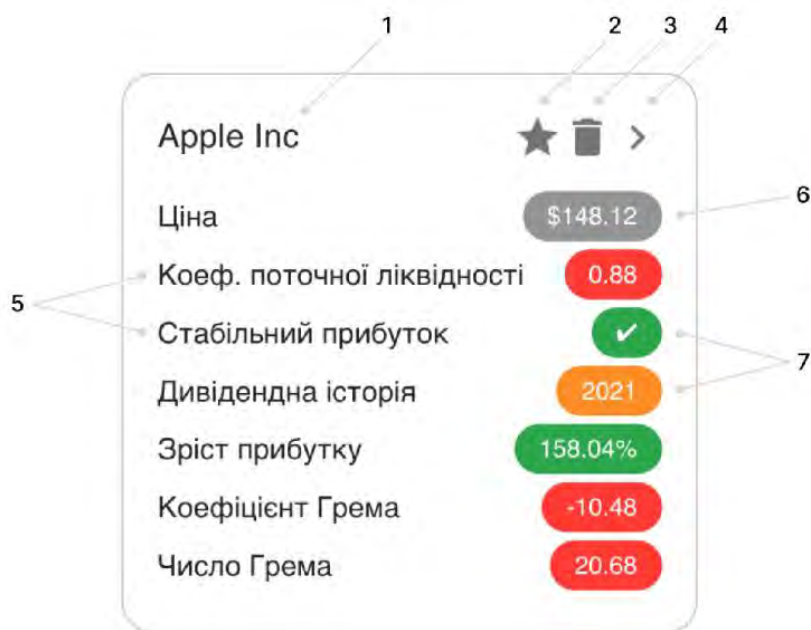 1 2 3 4
Apple Inc
Ціна $148.12 6
Коеф. поточної ліквідності 0.88
5
Стабільний прибуток ✔
7
Дивідендна історія 2021
Зріст прибутку 158.04%
Коефіцієнт Грема -10.48
Число Грема 20.68